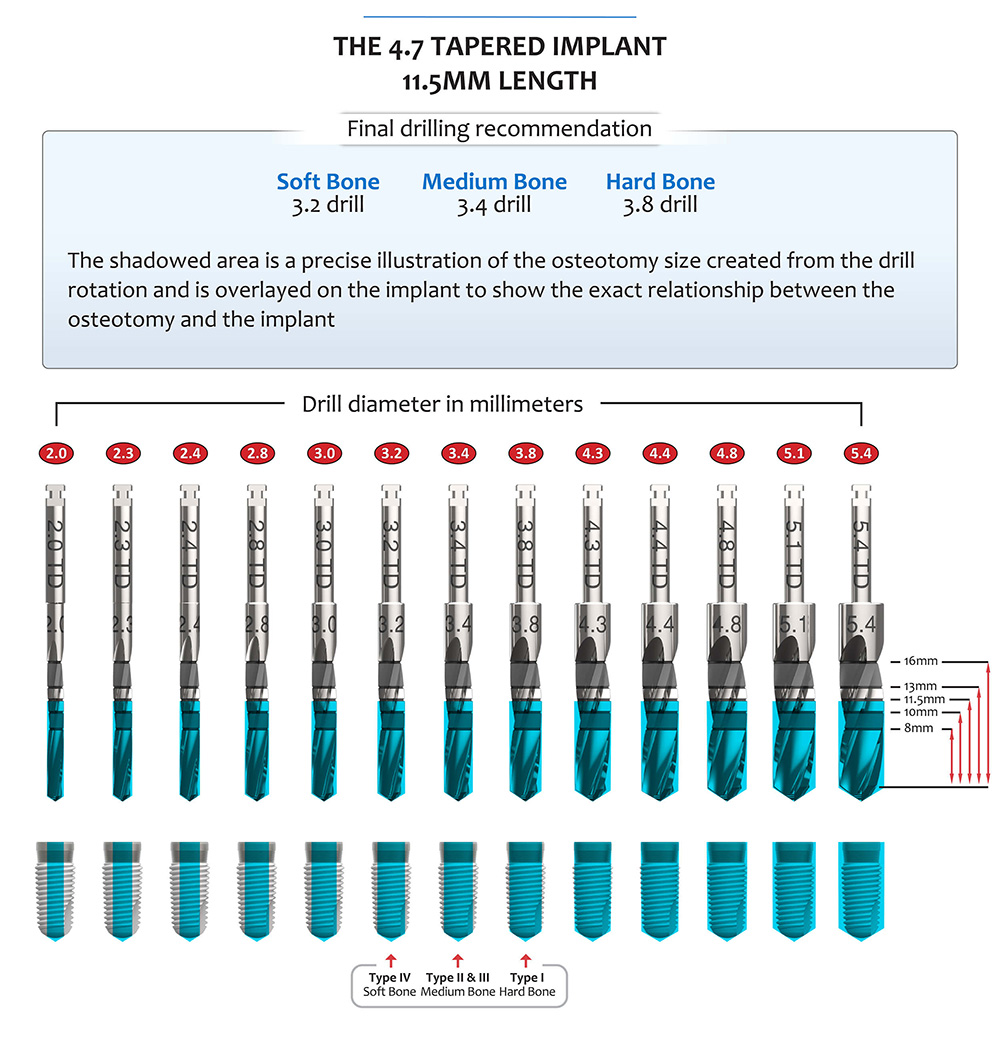 THE 4.7 TAPERED IMPLANT
11.5MM LENGTH
Final drilling recommendation
Soft Bone Medium Bone Hard Bone
3.2 drill 3.4 drill 3.8 drill
The shadowed area is a precise illustration of the osteotomy size created from the drill
rotation and is overlayed on the implant to show the exact relationship between the
osteotomy and the implant
Drill diameter in millimeters
2.0 2.3 2.4 2.8 3.0 3.2 3.4 3.8 4.3 4.4 4.8 5.1 5.4
2.0 TD 2.3 TD 2.4 TD 2.8 TD 3.0 TD 3.2 TD 3.4 TD 3.8 TD 4.3 TD 4.4 TD 4.8 TD 5.1 TD 5.4 TD
2.0 2.3 2.4 2.8 3.0 3.2 3.4 3.8 4.3 4.4 4.8 5.1 5.4
16mm
13mm
11.5mm
10mm
8mm
Type IV Type II & III Type I
Soft Bone Medium Bone Hard Bone